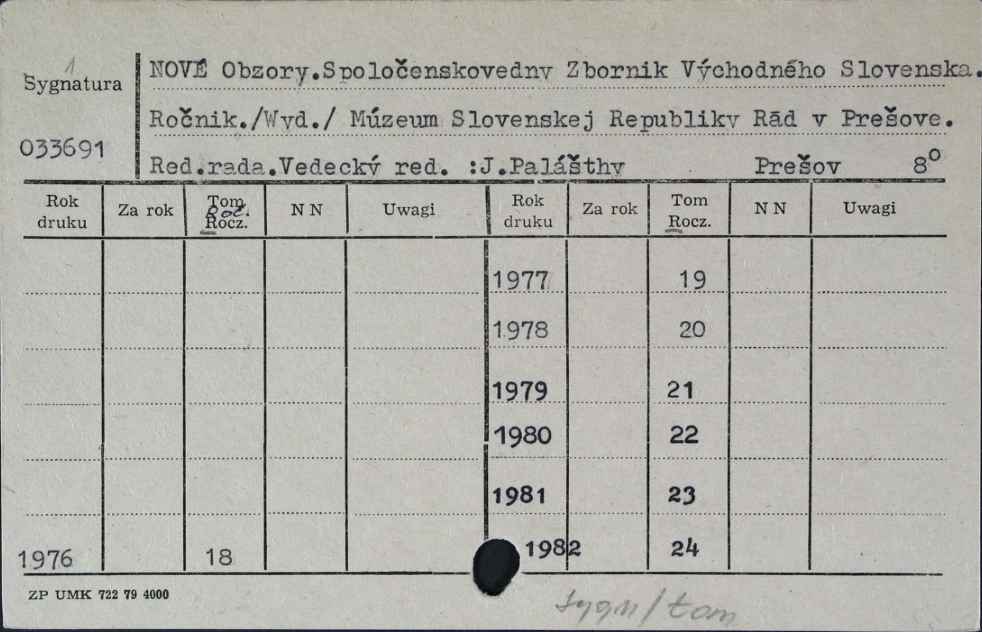 1
Sygnatura
033691
NOVÉ Obzory.Spoločenskovedny Zbornik Východného Slovenska.
Ročnik./Wyd./ Múzeum Slovenskej Republiky Rád v Prešove.
Red.rada.Vedecký red. :J.Palášthy Prešov 8°
Rok druku Za rok Tom Roč. Rocz. N N Uwagi Rok druku Za rok Tom Rocz. N N Uwagi
1977 19
1978 20
1979 21
1980 22
1981 23
1976 18 1982 24
ZP UMK 722 79 4000
sygn/tom